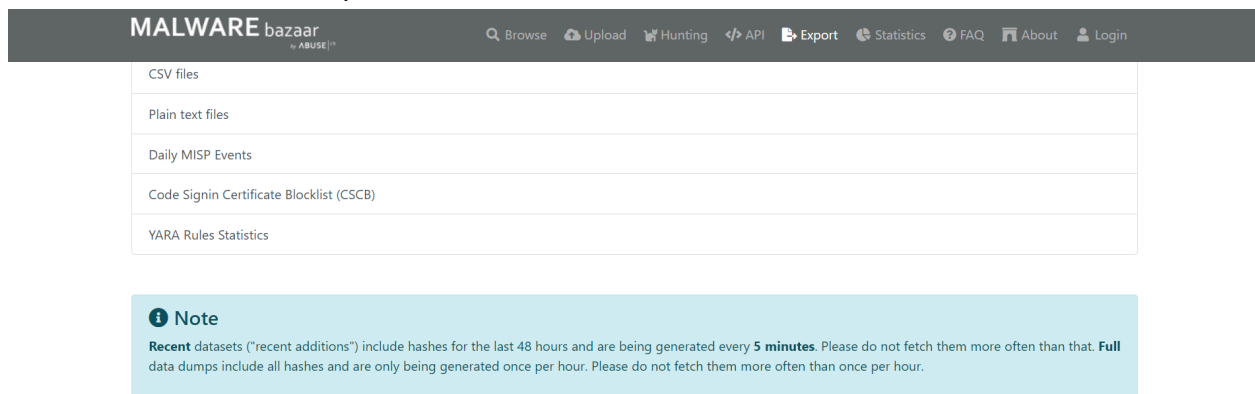 MALWARE bazaar
by ABUSE|ch
Browse Upload Hunting API Export Statistics FAQ About Login
CSV files
Plain text files
Daily MISP Events
Code Signin Certificate Blocklist (CSCB)
YARA Rules Statistics
Note
Recent datasets ("recent additions") include hashes for the last 48 hours and are being generated every 5 minutes. Please do not fetch them more often than that. Full
data dumps include all hashes and are only being generated once per hour. Please do not fetch them more often than once per hour.